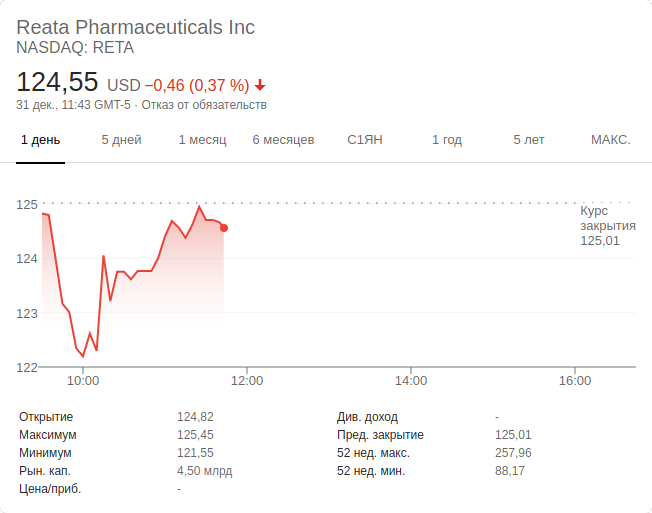 Reata Pharmaceuticals Inc
NASDAQ: RETA
124,55 USD −0,46 (0,37 %)
31 дек., 11:43 GMT-5 · Отказ от обязательств
1 день 5 дней 1 месяц 6 месяцев С1ЯН 1 год 5 лет МАКС.
125
Курс
закрытия
125,01
124
123
122
10:00 12:00 14:00 16:00
Открытие 124,82 Див. доход -
Максимум 125,45 Пред. закрытие 125,01
Минимум 121,55 52 нед. макс. 257,96
Рын. кап. 4,50 млрд 52 нед. мин. 88,17
Цена/приб. -